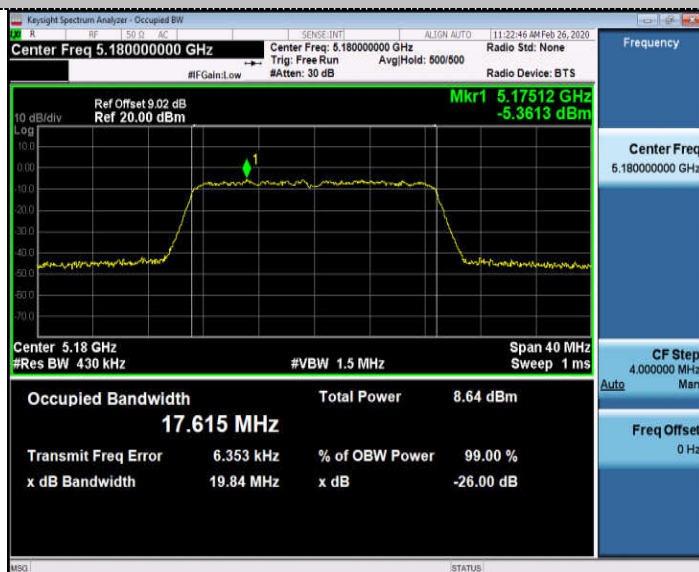 Keysight Spectrum Analyzer - Occupied BW
R RF 50 Ω AC SENSE:INT ALIGN AUTO 11:22:46 AM Feb 26, 2020
Center Freq 5.180000000 GHz Center Freq: 5.180000000 GHz Radio Std: None
Trig: Free Run Avg|Hold: 500/500
#IFGain:Low #Atten: 30 dB Radio Device: BTS
Ref Offset 9.02 dB Mkr1 5.17512 GHz
10 dB/div Ref 20.00 dBm -5.3613 dBm
Log
10.0
0.00
-10.0
-20.0
-30.0
-40.0
-50.0
-60.0
-70.0
1
Center 5.18 GHz Span 40 MHz
#Res BW 430 kHz #VBW 1.5 MHz Sweep 1 ms
Occupied Bandwidth Total Power 8.64 dBm
17.615 MHz
Transmit Freq Error 6.353 kHz % of OBW Power 99.00 %
x dB Bandwidth 19.84 MHz x dB -26.00 dB
MSG STATUS
Frequency
Center Freq
5.180000000 GHz
CF Step
4.000000 MHz
Auto Man
Freq Offset
0 Hz